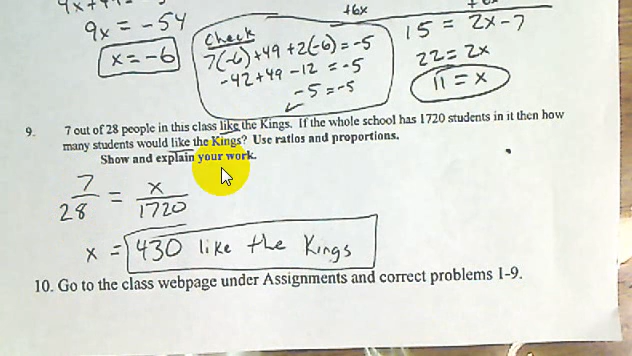 9x = -54
x = -6
Check
7(-6)+49+2(-6)=-5
-42+49-12 = -5
-5=-5
+6x
15 = 2x-7
22=2x
11 = x
9. 7 out of 28 people in this class like the Kings. If the whole school has 1720 students in it then how
many students would like the Kings? Use ratios and proportions.
Show and explain your work.
7/28 = x/1720
x = 430 like the Kings
10. Go to the class webpage under Assignments and correct problems 1-9.